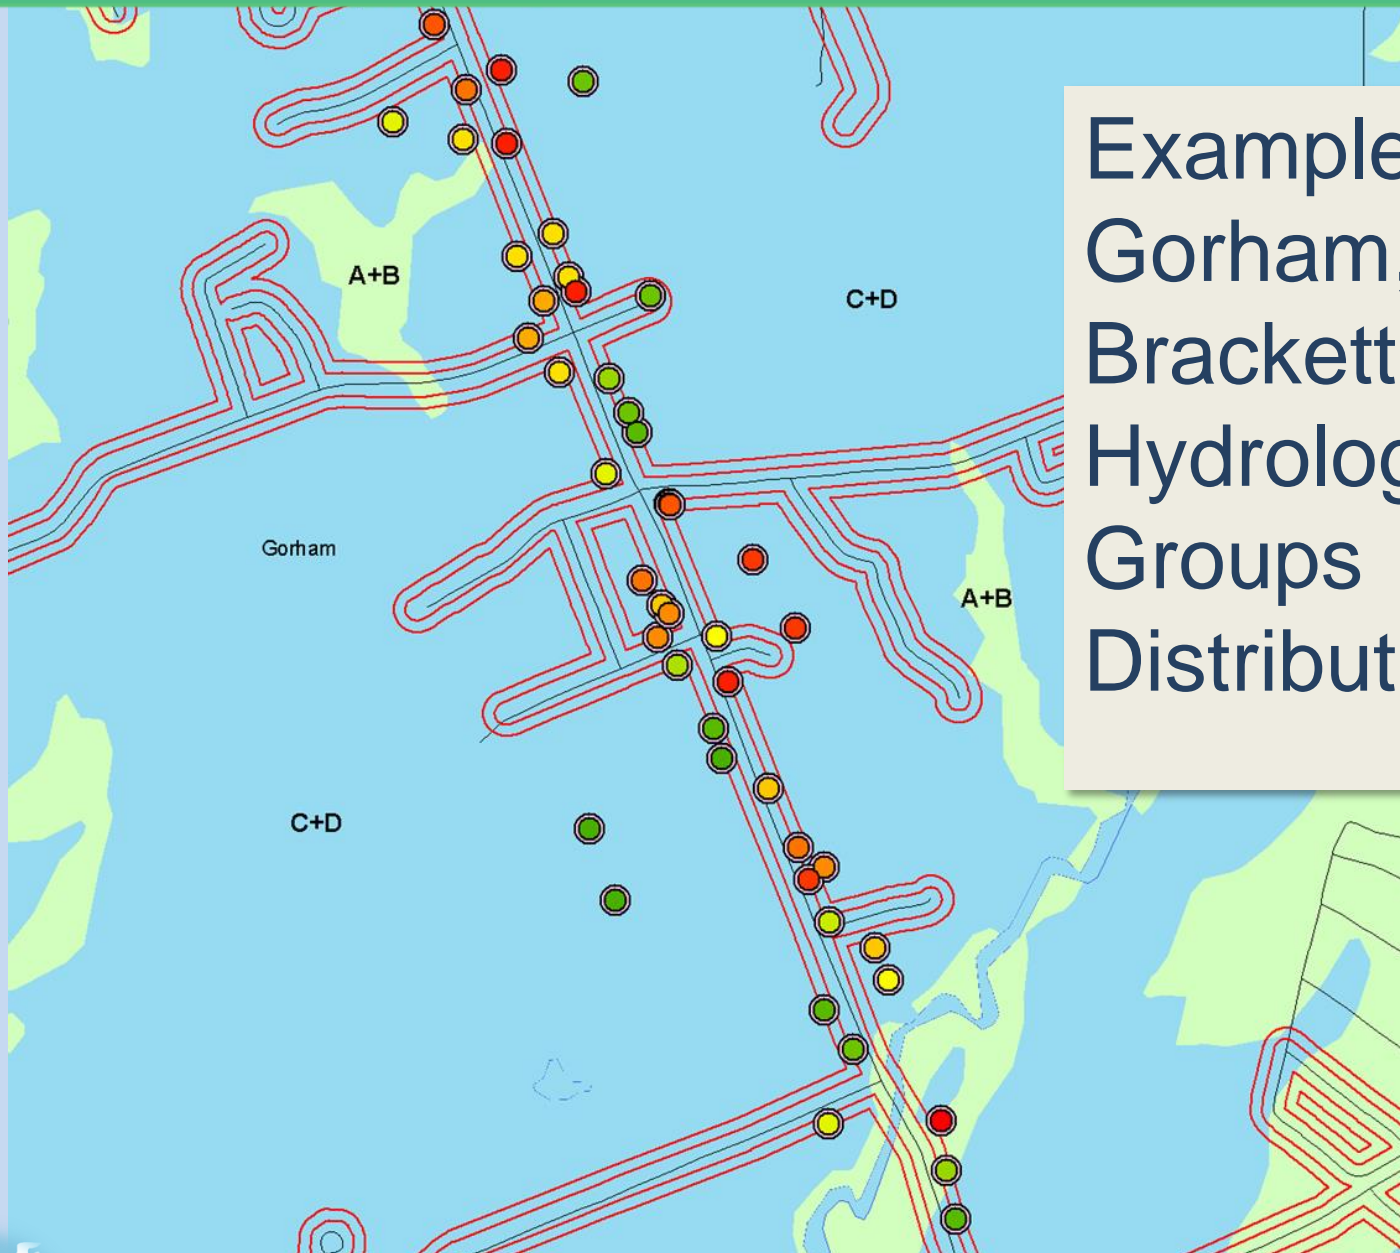 Example
Gorham,
Brackett
Hydrolog
Groups
Distribut
A+B
C+D
Gorham
A+B
C+D